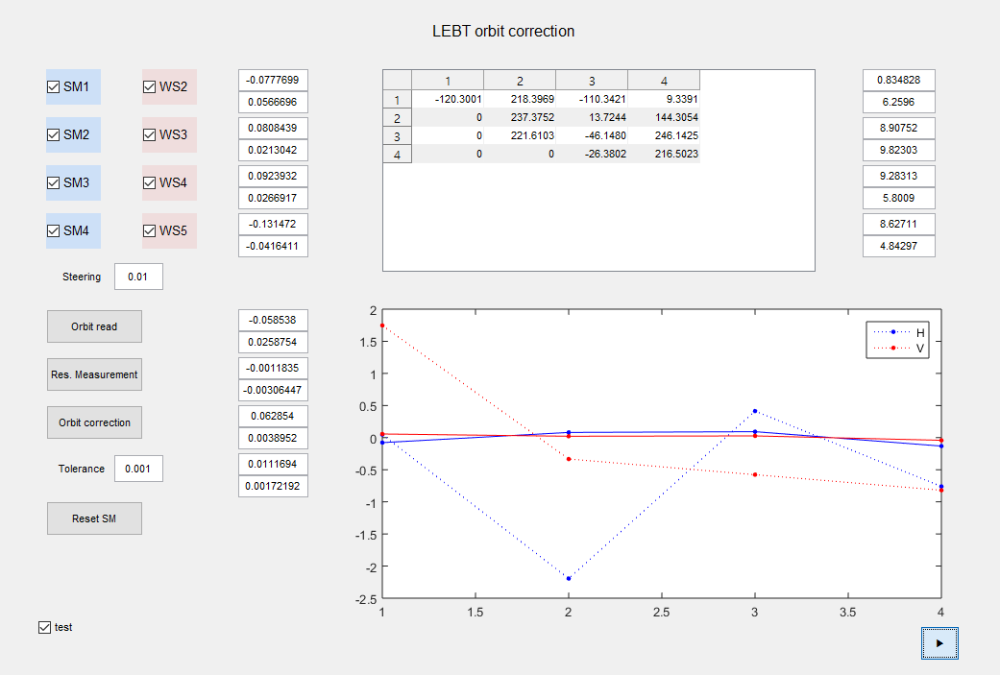 LEBT orbit correction
SM1 WS2 -0.0777699
0.0566696
SM2 WS3 0.0808439
0.0213042
SM3 WS4 0.0923932
0.0266917
SM4 WS5 -0.131472
-0.0416411
Steering 0.01
1 2 3 4
1 -120.3001 218.3969 -110.3421 9.3391
2 0 237.3752 13.7244 144.3054
3 0 221.6103 -46.1480 246.1425
4 0 0 -26.3802 216.5023
0.834828
6.2596
8.90752
9.82303
9.28313
5.8009
8.62711
4.84297
Orbit read
Res. Measurement
Orbit correction
Tolerance 0.001
Reset SM
-0.058538
0.0258754
-0.0011835
-0.00306447
0.062854
0.0038952
0.0111694
0.00172192
2
1.5
1
0.5
0
-0.5
-1
-1.5
-2
-2.5
1 1.5 2 2.5 3 3.5 4
H
V
test